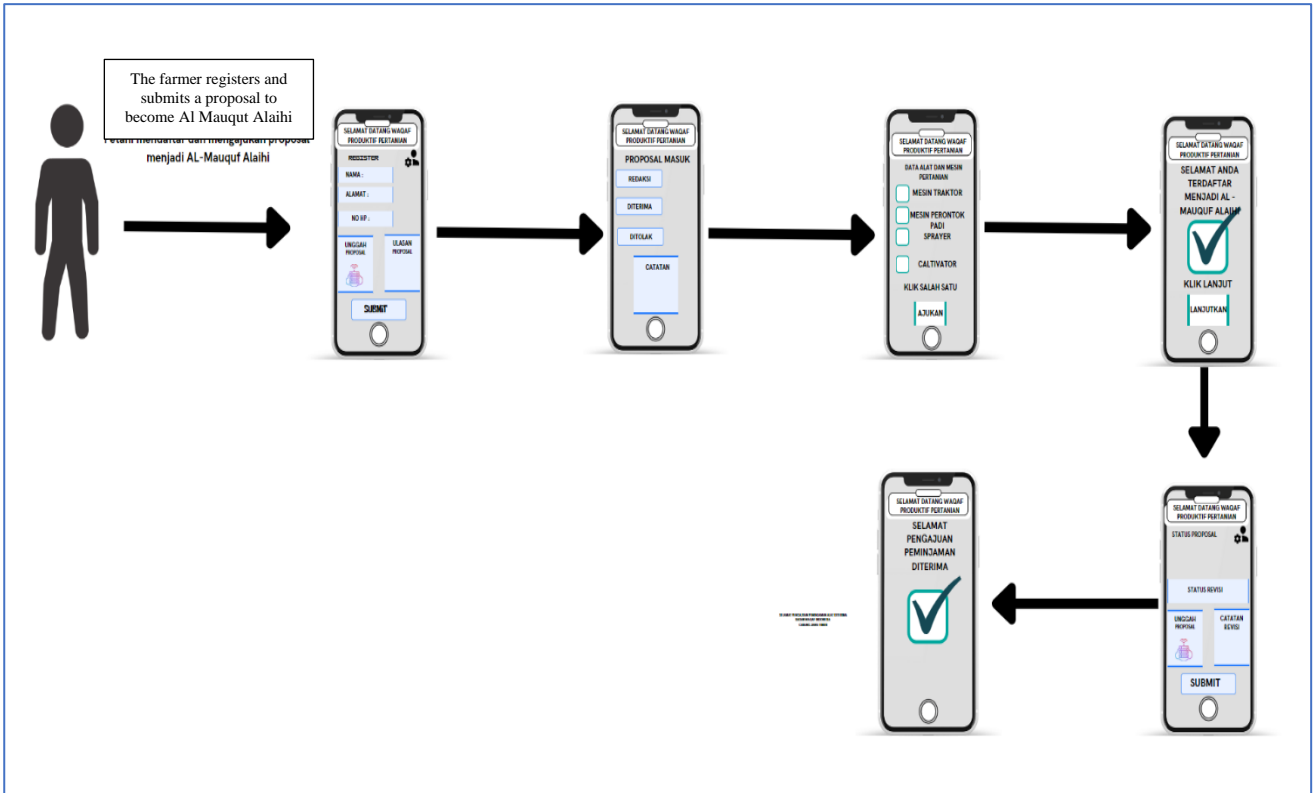 The farmer registers and
submits a proposal to
become Al Mauqut Alaihi
menjadi AL-Mauquf Alaihi
SELAMAT DATANG WAQAF
PRODUKTIF PERTANIAN
REGISTER
NAMA :
ALAMAT :
NO HP :
UNGGAH
PROPOSAL
ULASAN
PROPOSAL
SUBMIT
SELAMAT DATANG WAQAF
PRODUKTIF PERTANIAN
PROPOSAL MASUK
REDAKSI
DITERIMA
DITOLAK
CATATAN
SELAMAT DATANG WAQAF
PRODUKTIF PERTANIAN
DATA ALAT DAN MESIN
PERTANIAN
MESIN TRAKTOR
MESIN PERONTOK
PADI
SPRAYER
CALTIVATOR
KLIK SALAH SATU
AJUKAN
SELAMAT DATANG WAQAF
PRODUKTIF PERTANIAN
SELAMAT ANDA
TERDAFTAR
MENJADI AL -
MAUQUF ALAIHI
KLIK LANJUT
LANJUTKAN
SELAMAT DATANG WAQAF
PRODUKTIF PERTANIAN
STATUS PROPOSAL
STATUS REVISI
UNGGAH
PROPOSAL
CATATAN
REVISI
SUBMIT
SELAMAT DATANG WAQAF
PRODUKTIF PERTANIAN
SELAMAT
PENGAJUAN
PEMINJAMAN
DITERIMA